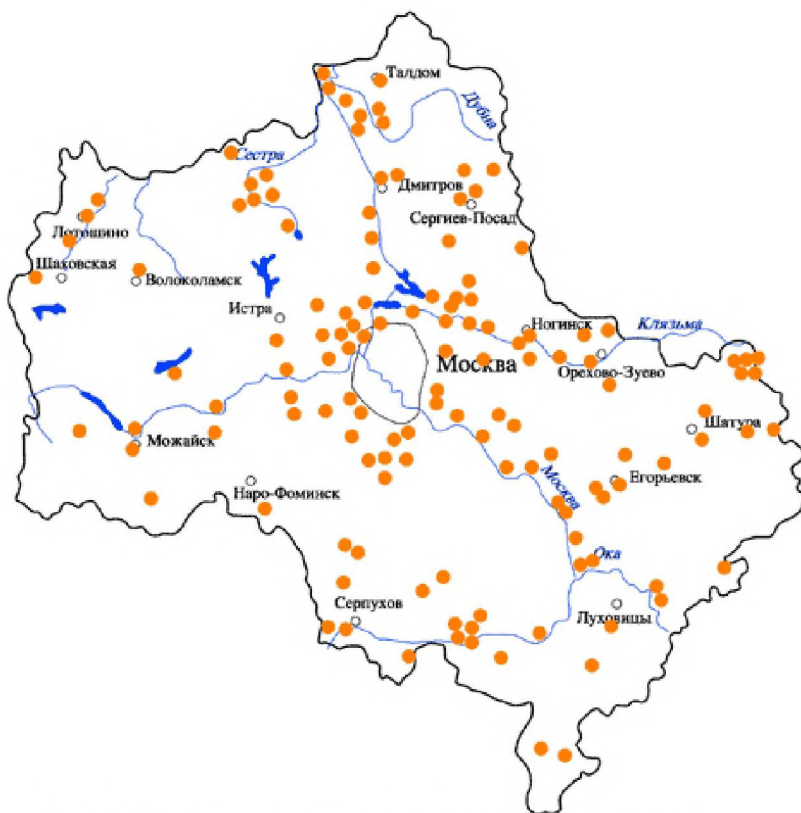 Талдом
Дубна
Сестра
Дмитров
Сергиев-Посад
Лотошино
Шаховская
Волоколамск
Истра
Ногинск
Клязьма
Москва
Орехово-Зуево
Шатура
Можайск
Егорьевск
Наро-Фоминск
Москва
Ока
Серпухов
Луховицы